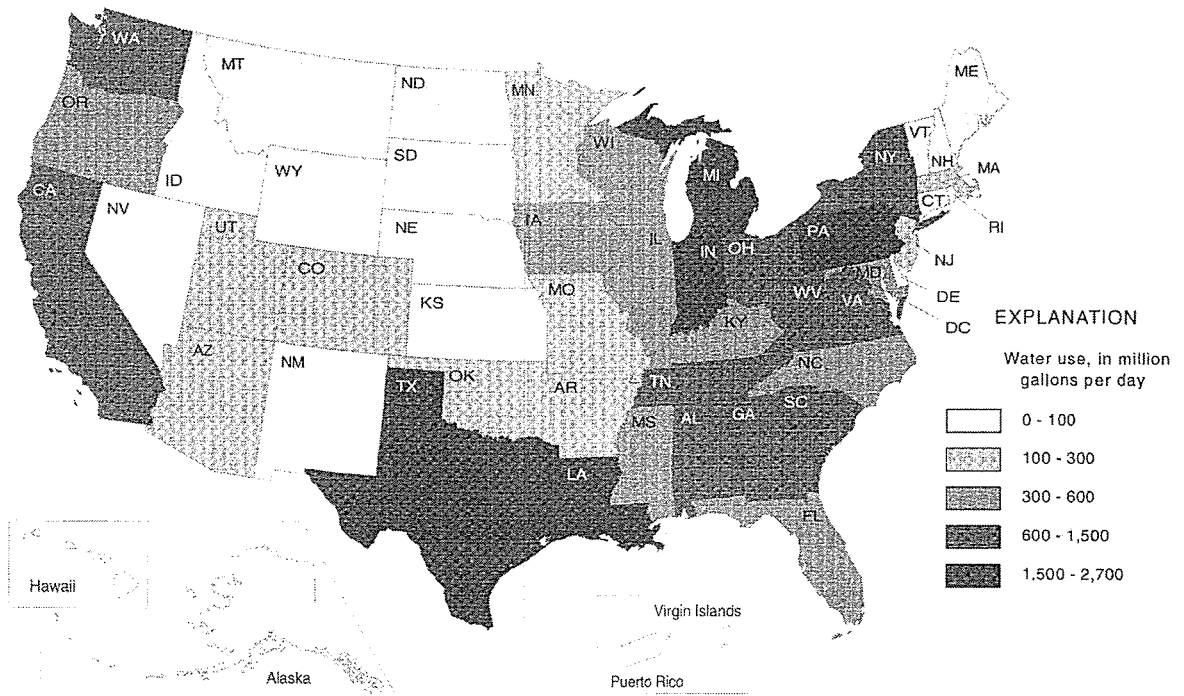 WA
MT
ND
MN
ME
OR
VT
WI
NY
NH
MA
SD
ID
WY
MI
CA
NV
CT
RI
IA
NE
PA
UT
IL
IN
OH
NJ
CO
MD
MO
WV
VA
DE
KS
KY
DC
AZ
NM
NC
TX
OK
AR
TN
SC
MS
AL
GA
LA
FL
Hawaii
Alaska
Virgin Islands
Puerto Rico
EXPLANATION
Water use, in million
gallons per day
0 - 100
100 - 300
300 - 600
600 - 1,500
1,500 - 2,700